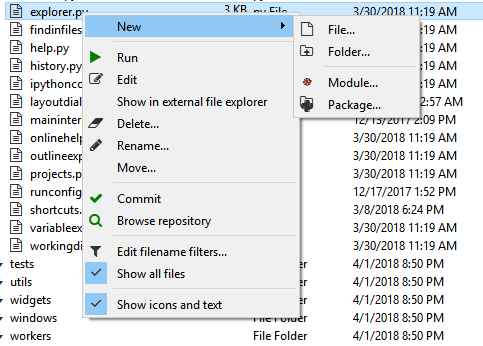 explorer.py 3 KB py File 3/30/2018 11:19 AM
findinfiles 3/30/2018 11:19 AM
help.py 3/30/2018 11:19 AM
history.py 3/30/2018 11:19 AM
ipythonco
layoutdial 2:57 AM
maininter 12/13/2017 2:09 PM
onlinehelp 3/30/2018 11:19 AM
outlineexp 3/30/2018 11:19 AM
projects.p 3/30/2018 11:19 AM
runconfig 12/17/2017 1:52 PM
shortcuts. 3/8/2018 6:24 PM
variableex 3/30/2018 11:19 AM
workingdi 3/30/2018 11:19 AM
tests 4/1/2018 8:50 PM
utils 4/1/2018 8:50 PM
widgets File Folder 4/1/2018 8:50 PM
windows File Folder 4/1/2018 8:50 PM
workers File Folder 4/1/2018 8:50 PM
New
Run
Edit
Show in external file explorer
Delete...
Rename...
Move...
Commit
Browse repository
Edit filename filters...
Show all files
Show icons and text
File...
Folder...
Module...
Package...